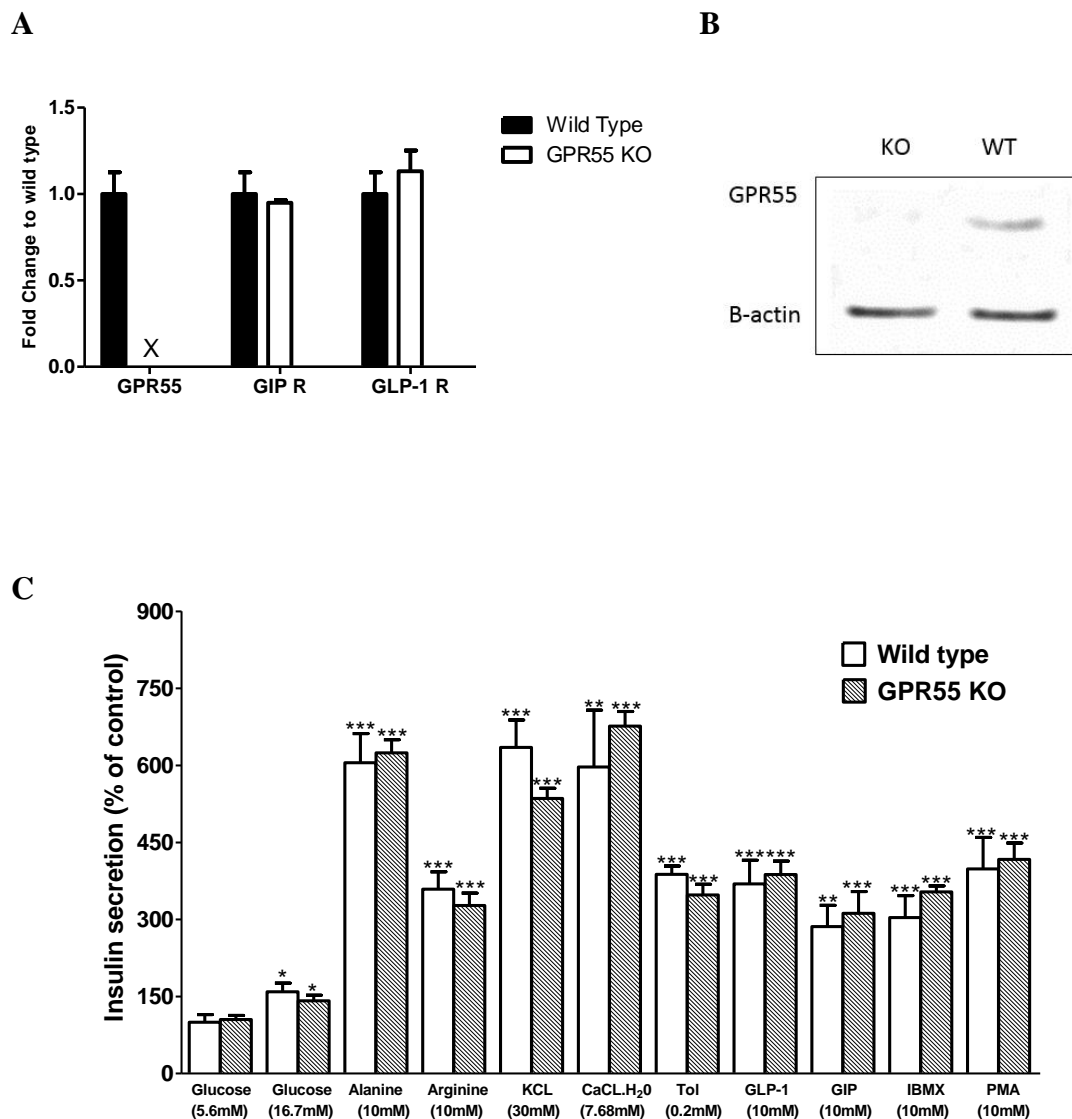 A
B
1.5
1.0
0.5
0.0
Fold Change to wild type
Wild Type
GPR55 KO
X
GPR55 GIP R GLP-1 R
KO WT
GPR55
B-actin
C
900
750
600
450
300
150
0
Insulin secretion (% of control)
Wild type
GPR55 KO
* * *** *** *** *** *** *** ** *** *** *** *** *** ** *** *** *** *** ***
Glucose Glucose Alanine Arginine KCL CaCL.H20 Tol GLP-1 GIP IBMX PMA
(5.6mM) (16.7mM) (10mM) (10mM) (30mM) (7.68mM) (0.2mM) (10mM) (10mM) (10mM) (10mM)